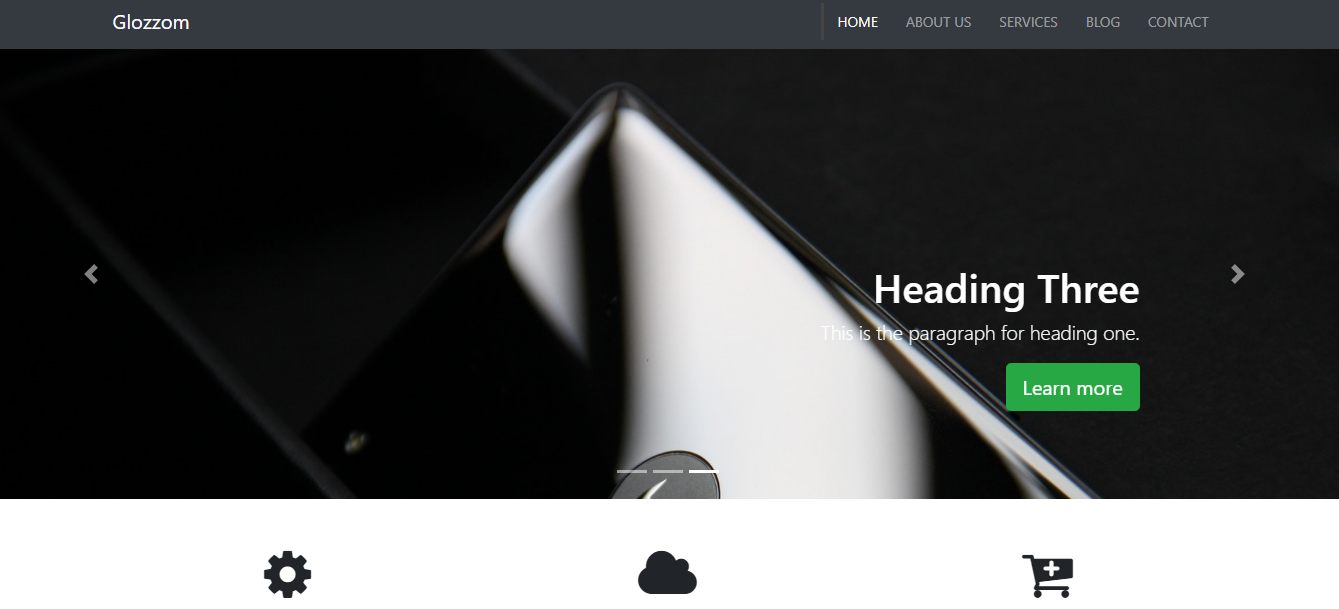 Glozzom
HOME ABOUT US SERVICES BLOG CONTACT
Heading Three
This is the paragraph for heading one.
Learn more